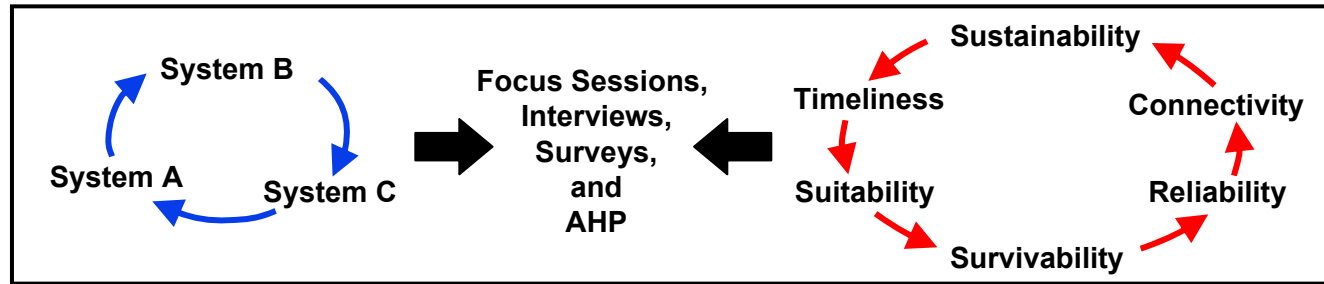 System B
System A
System C
Focus Sessions,
Interviews,
Surveys,
and
AHP
Sustainability
Timeliness
Connectivity
Suitability
Reliability
Survivability